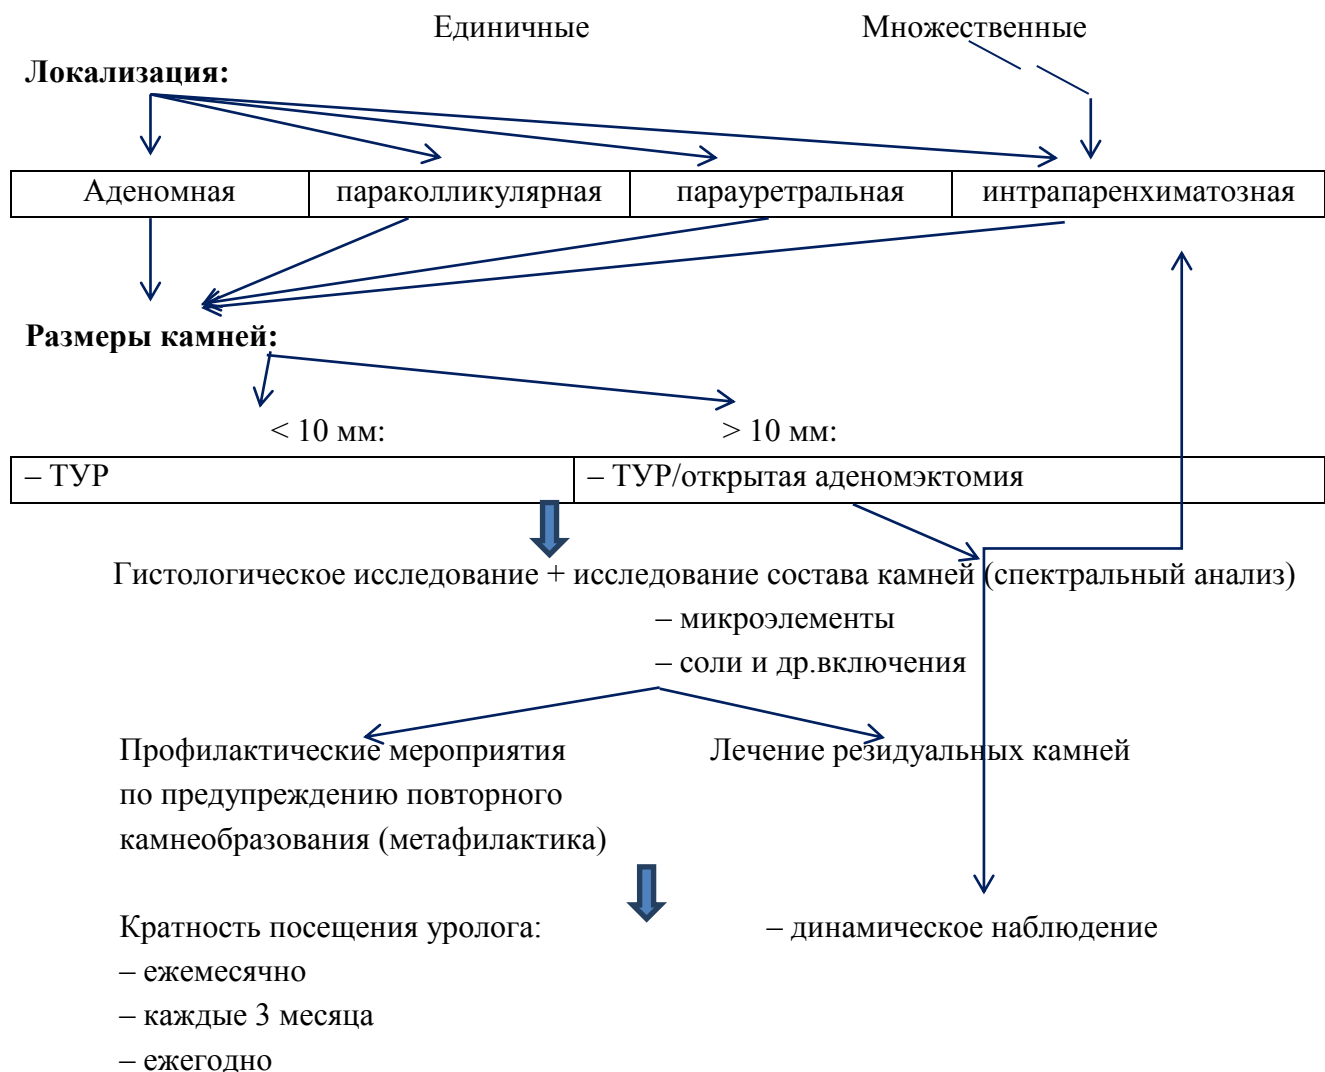 Единичные Множественные
Локализация:
Аденомная параколликулярная парауретральная интрапаренхиматозная
Размеры камней:
< 10 мм: > 10 мм:
– ТУР – ТУР/открытая аденомэктомия
Гистологическое исследование + исследование состава камней (спектральный анализ)
– микроэлементы
– соли и др.включения
Профилактические мероприятия Лечение резидуальных камней
по предупреждению повторного
камнеобразования (метафилактика)
Кратность посещения уролога: – динамическое наблюдение
– ежемесячно
– каждые 3 месяца
– ежегодно